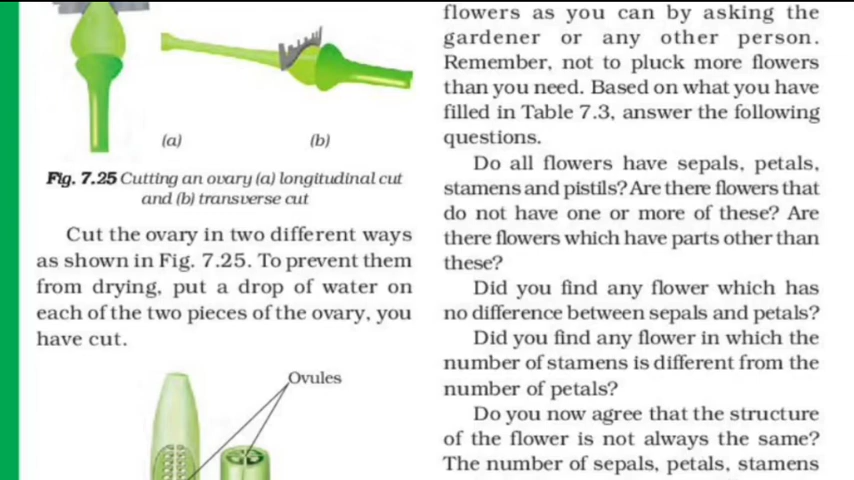 (a)
(b)
Fig. 7.25 Cutting an ovary (a) longitudinal cut
and (b) transverse cut
Cut the ovary in two different ways
as shown in Fig. 7.25. To prevent them
from drying, put a drop of water on
each of the two pieces of the ovary, you
have cut.
Ovules
flowers as you can by asking the
gardener or any other person.
Remember, not to pluck more flowers
than you need. Based on what you have
filled in Table 7.3, answer the following
questions.
Do all flowers have sepals, petals,
stamens and pistils? Are there flowers that
do not have one or more of these? Are
there flowers which have parts other than
these?
Did you find any flower which has
no difference between sepals and petals?
Did you find any flower in which the
number of stamens is different from the
number of petals?
Do you now agree that the structure
of the flower is not always the same?
The number of sepals, petals, stamens